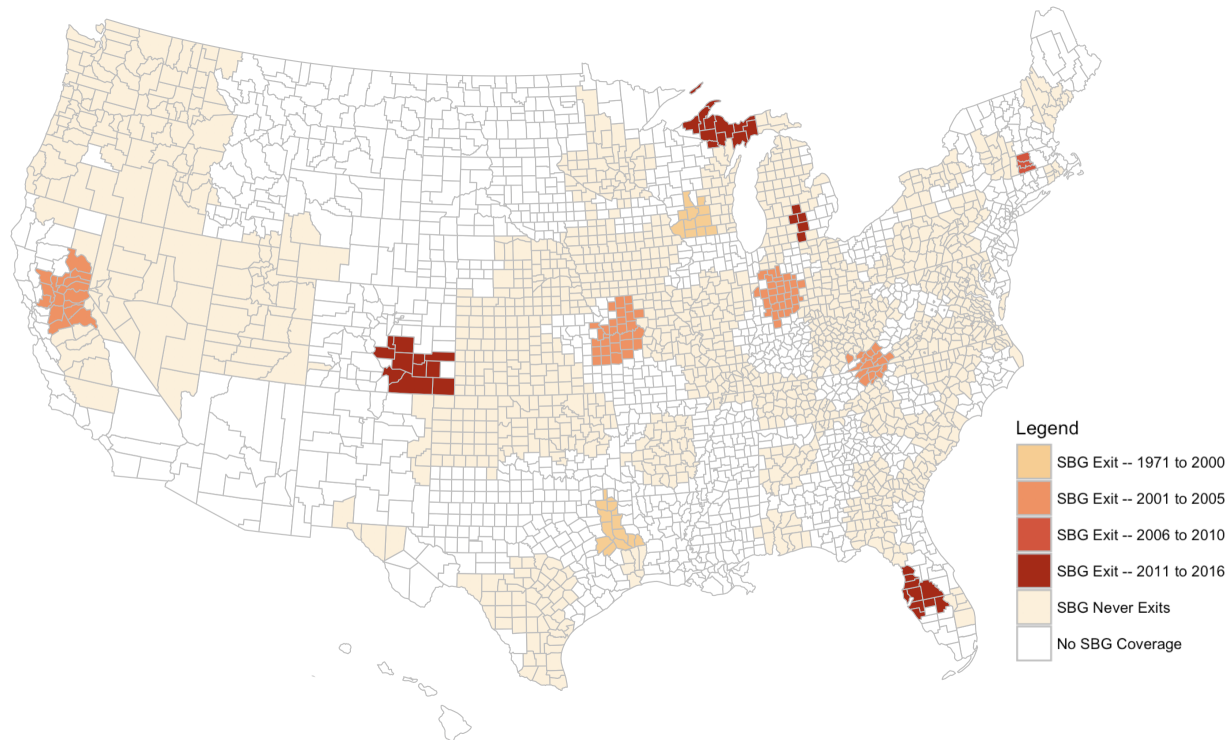 Legend
SBG Exit -- 1971 to 2000
SBG Exit -- 2001 to 2005
SBG Exit -- 2006 to 2010
SBG Exit -- 2011 to 2016
SBG Never Exits
No SBG Coverage